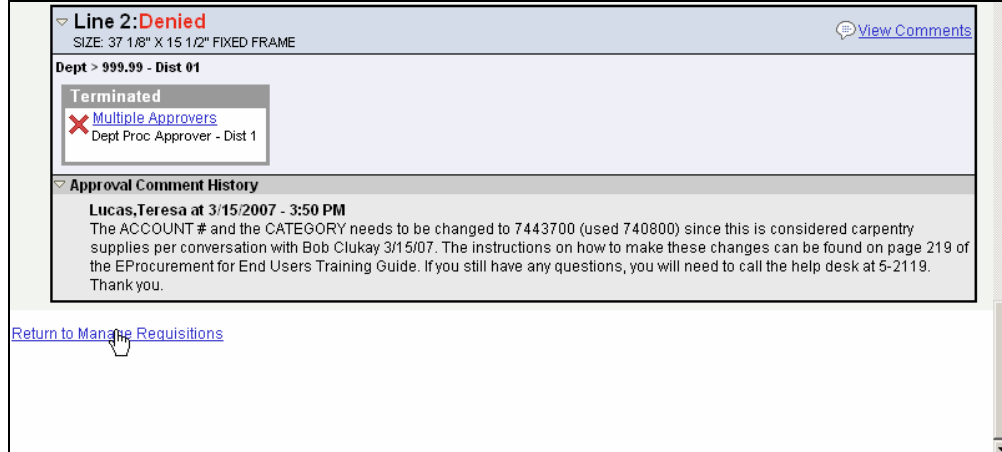 Line 2:Denied
SIZE: 37 1/8" X 15 1/2" FIXED FRAME
View Comments
Dept > 999.99 - Dist 01
Terminated
Multiple Approvers
Dept Proc Approver - Dist 1
Approval Comment History
Lucas,Teresa at 3/15/2007 - 3:50 PM
The ACCOUNT # and the CATEGORY needs to be changed to 7443700 (used 740800) since this is considered carpentry
supplies per conversation with Bob Clukay 3/15/07. The instructions on how to make these changes can be found on page 219 of
the EProcurement for End Users Training Guide. If you still have any questions, you will need to call the help desk at 5-2119.
Thank you.
Return to Manage Requisitions